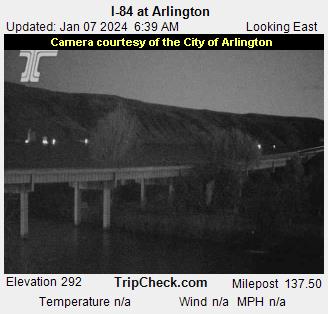 I-84 at Arlington
Updated: Jan 07 2024 6:39 AM Looking East
Camera courtesy of the City of Arlington
Elevation 292 TripCheck.com Milepost 137.50
Temperature n/a Wind n/a MPH n/a